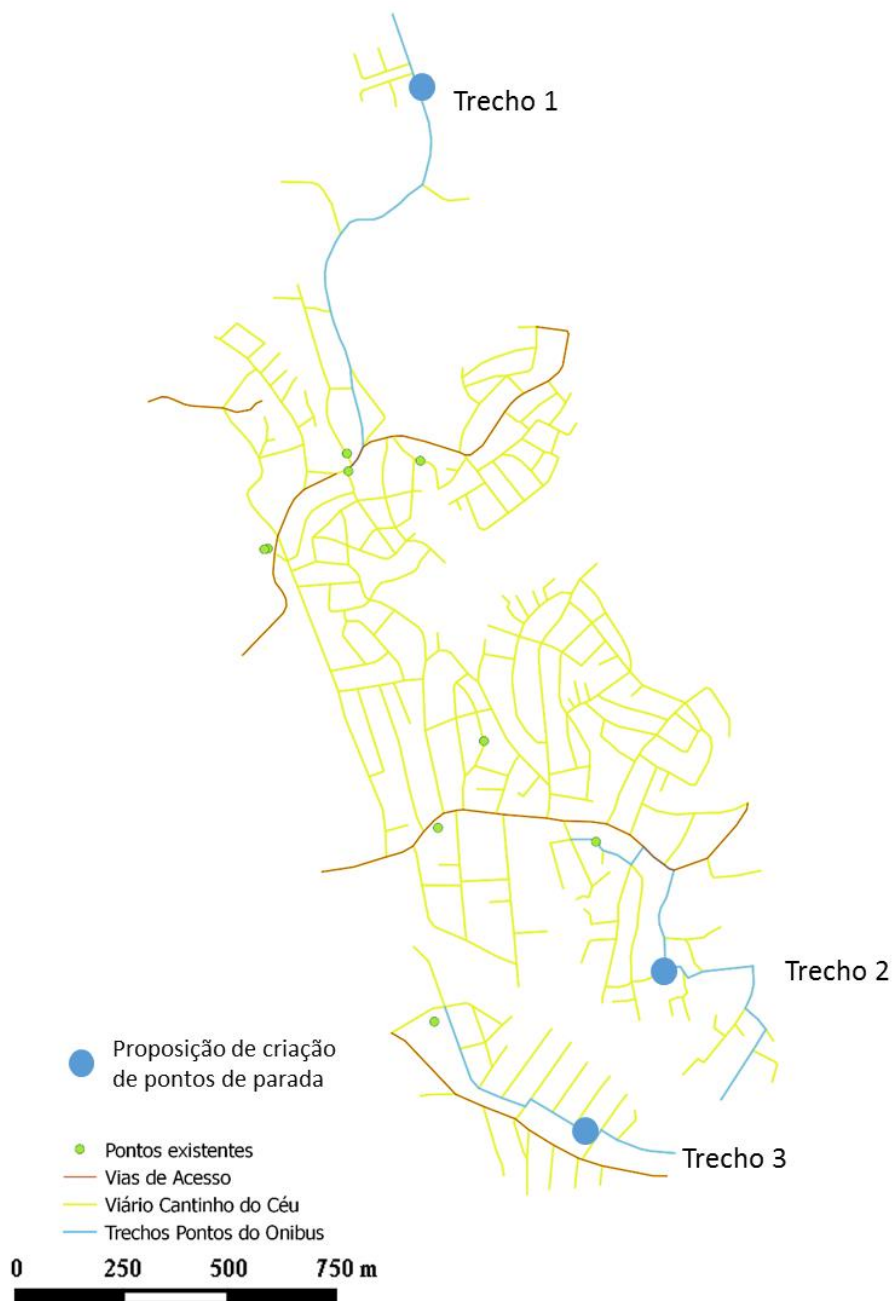 Trecho 1
Trecho 2
Proposição de criação
de pontos de parada
Trecho 3
Pontos existentes
Vias de Acesso
Viário Cantinho do Céu
Trechos Pontos do Onibus
0 250 500 750 m